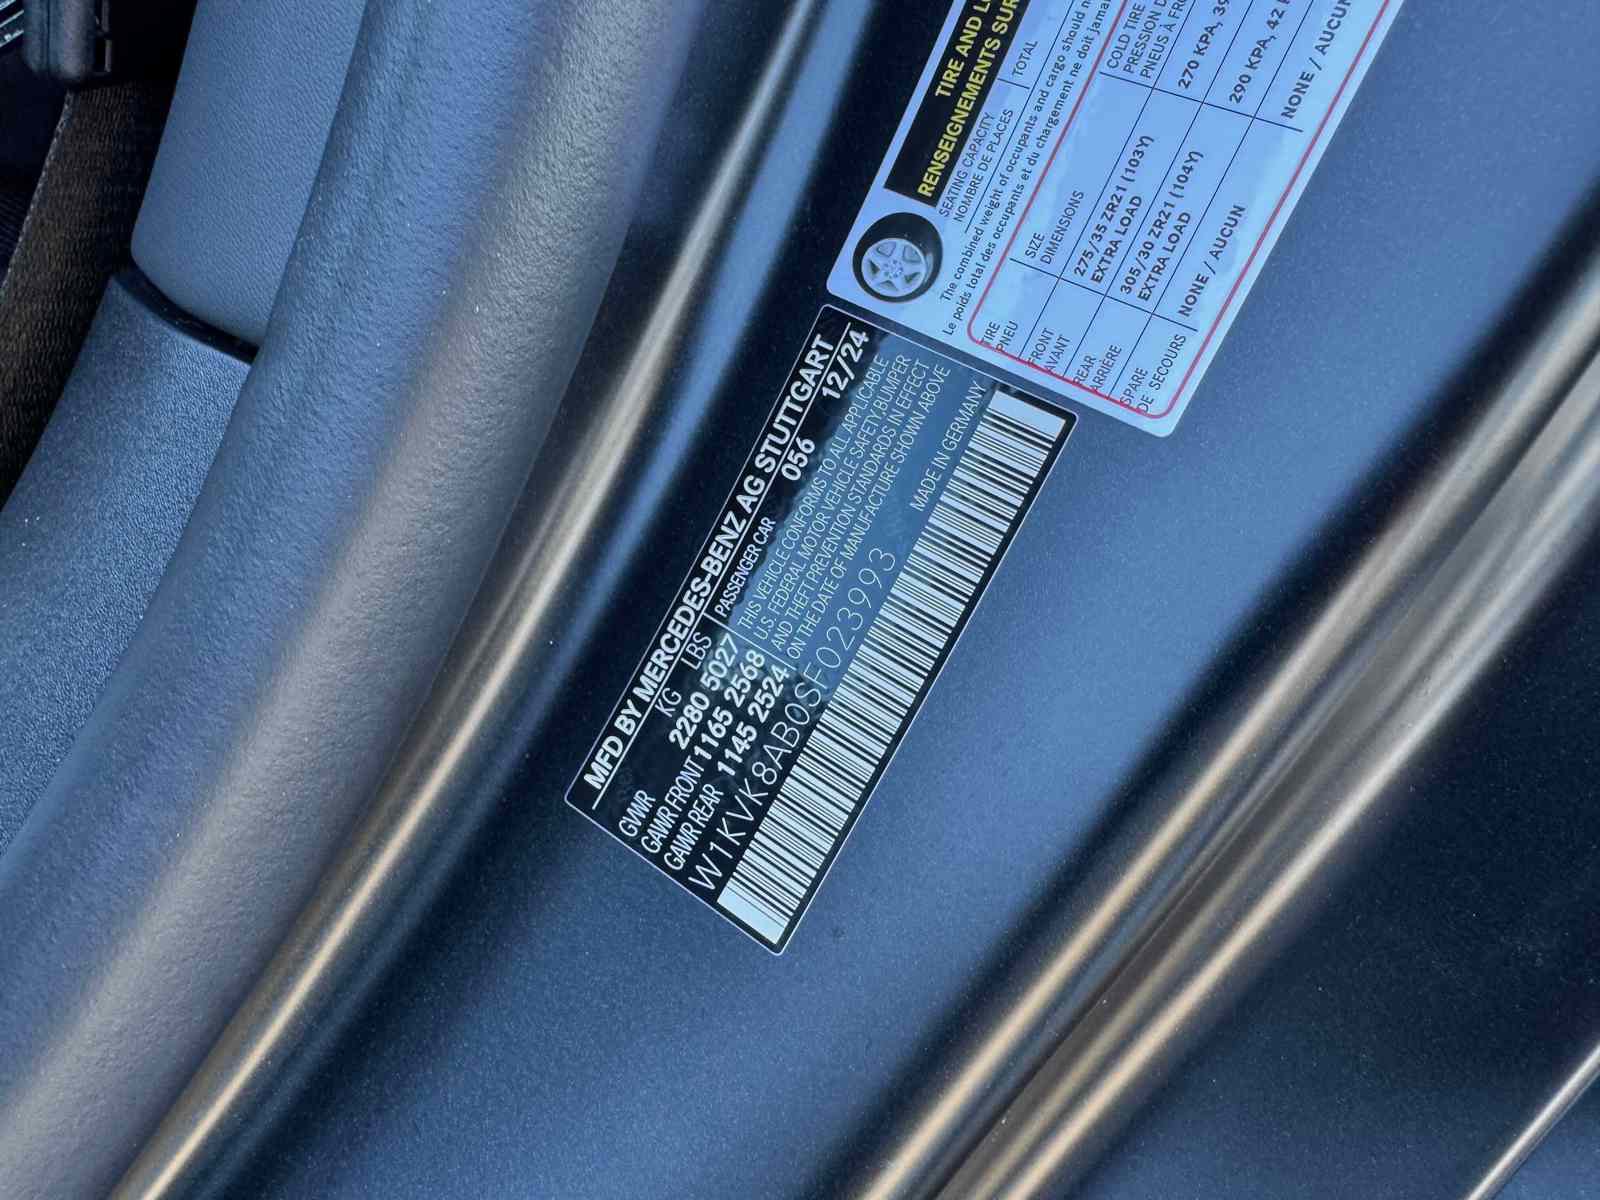 MFD BY MERCEDES-BENZ AG STUTTGART
KG LBS 056 12/24
GVWR 2280 5027 PASSENGER CAR
GAWR FRONT 1165 2568
GAWR REAR 1145 2524
THIS VEHICLE CONFORMS TO ALL APPLICABLE
U.S. FEDERAL MOTOR VEHICLE SAFETY, BUMPER
AND THEFT PREVENTION STANDARDS IN EFFECT
ON THE DATE OF MANUFACTURE SHOWN ABOVE
W1KVK8AB0SF023993 MADE IN GERMANY
TIRE AND
RENSEIGNEMENTS SUR
SEATING CAPACITY TOTAL
NOMBRE DE PLACES
The combined weight of occupants and cargo should
Le poids total des occupants et du chargement ne doit jamais
TIRE SIZE COLD TIRE
PNEU DIMENSIONS PRESSION
PNEUS À
FRONT 275/35 ZR21 (103Y) 270 KPA,
AVANT EXTRA LOAD
REAR 305/30 ZR21 (104Y) 290 KPA, 42
ARRIÈRE EXTRA LOAD
SPARE NONE / AUCUN NONE / AUCUN
DE SECOURS